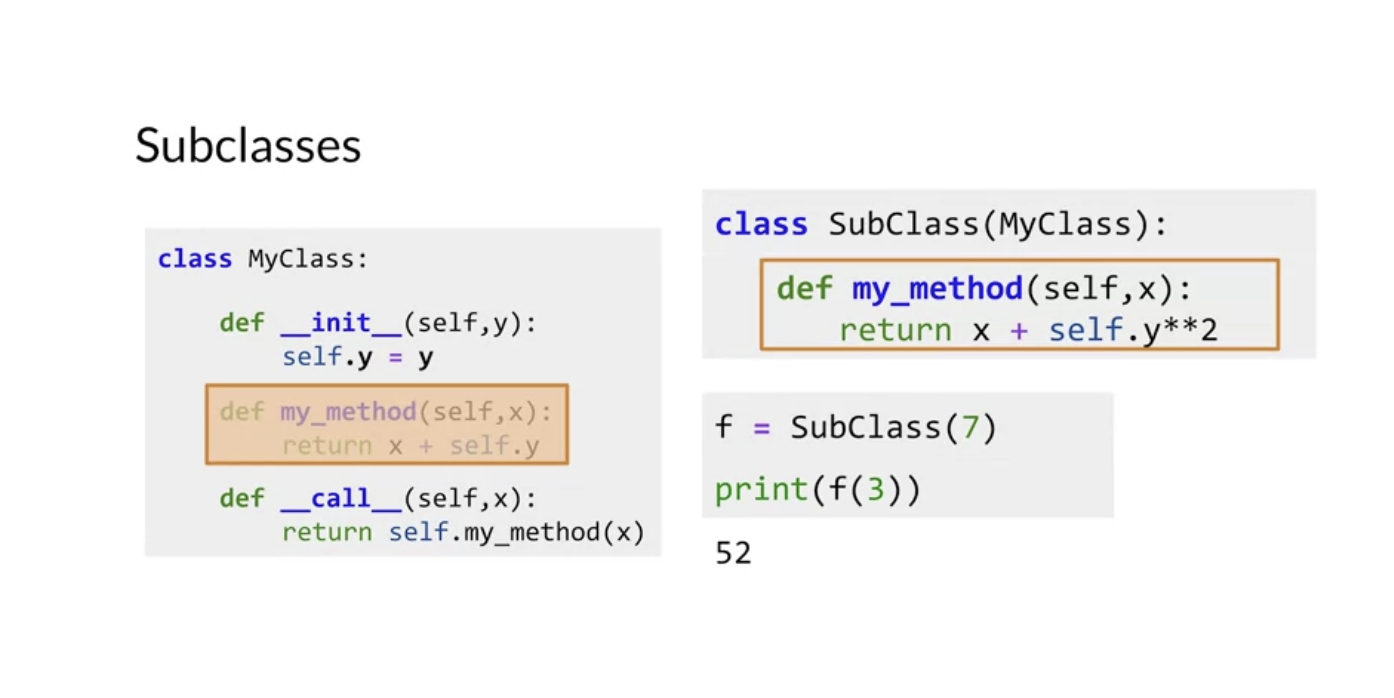 Subclasses
class MyClass:
def __init__(self,y):
self.y = y
def my_method(self,x):
return x + self.y
def __call__(self,x):
return self.my_method(x)
class SubClass(MyClass):
def my_method(self,x):
return x + self.y**2
f = SubClass(7)
print(f(3))
52